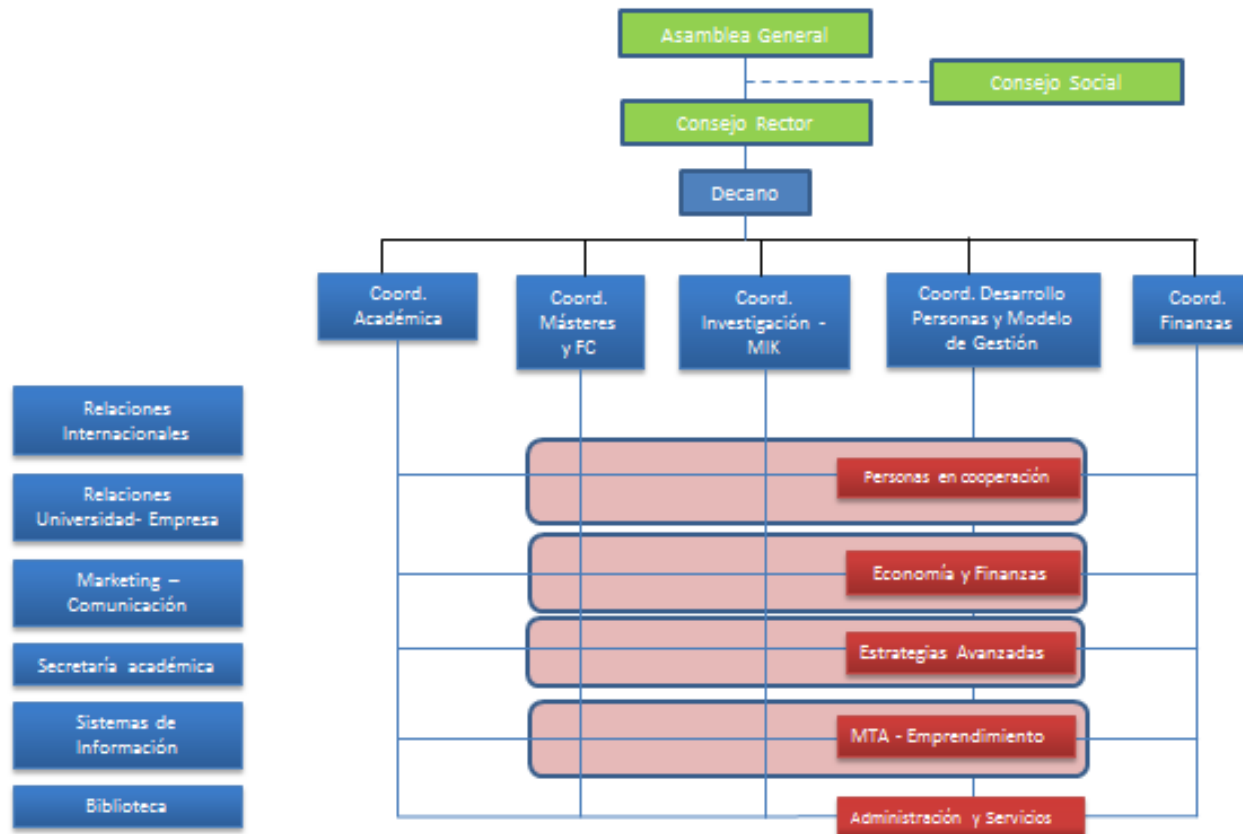 Asamblea General
Consejo Social
Consejo Rector
Decano
Coord.
Académica
Coord.
Másteres
y FC
Coord.
Investigación -
MIK
Coord. Desarrollo
Personas y Modelo
de Gestión
Coord.
Finanzas
Relaciones
Internacionales
Relaciones
Universidad- Empresa
Marketing –
Comunicación
Secretaría académica
Sistemas de
Información
Biblioteca
Personas en cooperación
Economía y Finanzas
Estrategias Avanzadas
MTA - Emprendimiento
Administración y Servicios